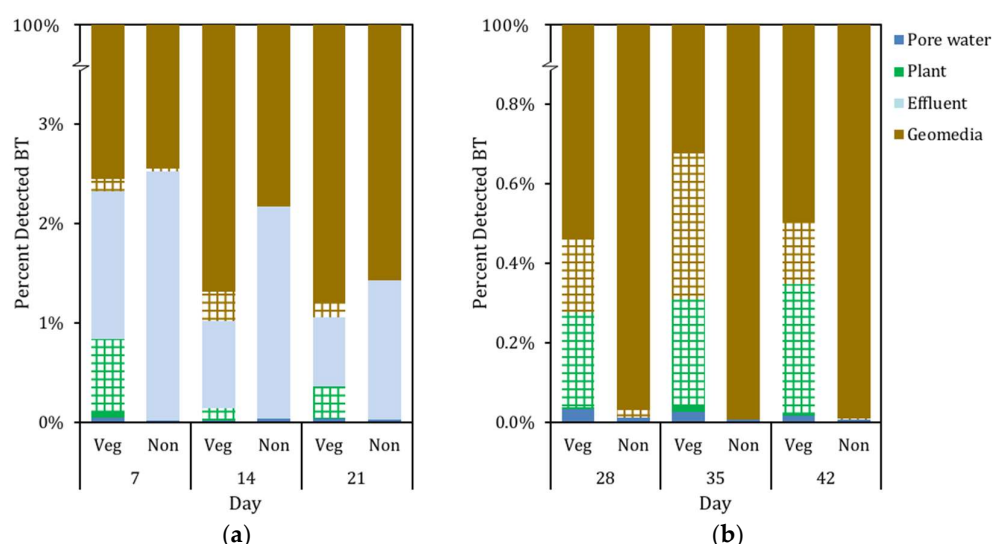 100%
3%
2%
1%
0%
Percent Detected BT
Veg Non Veg Non Veg Non
7 14 21
Day
(a)
100%
0.8%
0.6%
0.4%
0.2%
0.0%
Percent Detected BT
Veg Non Veg Non Veg Non
28 35 42
Day
(b)
Pore water
Plant
Effluent
Geomedia